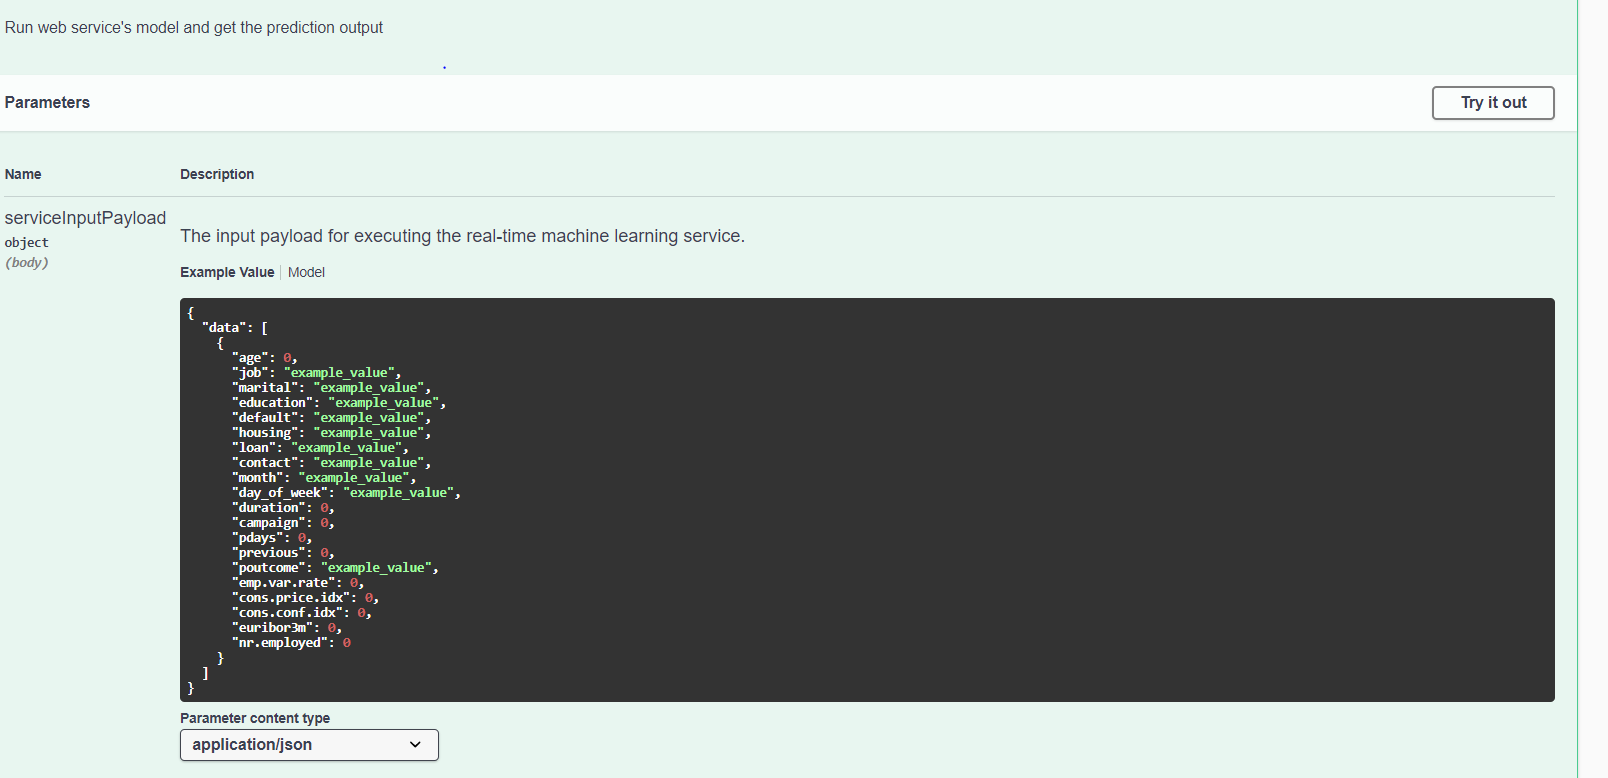 Run web service's model and get the prediction output
Parameters
Try it out
Name
Description
serviceInputPayload
object
(body)
The input payload for executing the real-time machine learning service.
Example Value
Model
{
  "data": [
    {
      "age": 0,
      "job": "example_value",
      "marital": "example_value",
      "education": "example_value",
      "default": "example_value",
      "housing": "example_value",
      "loan": "example_value",
      "contact": "example_value",
      "month": "example_value",
      "day_of_week": "example_value",
      "duration": 0,
      "campaign": 0,
      "pdays": 0,
      "previous": 0,
      "poutcome": "example_value",
      "emp.var.rate": 0,
      "cons.price.idx": 0,
      "cons.conf.idx": 0,
      "euribor3m": 0,
      "nr.employed": 0
    }
  ]
}
Parameter content type
application/json